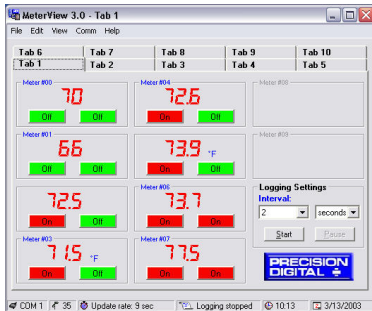 MeterView 3.0 - Tab 1
File Edit View Comm Help
Tab 6 Tab 7 Tab 8 Tab 9 Tab 10
Tab 1 Tab 2 Tab 3 Tab 4 Tab 5
Meter #00 Meter #04 Meter #08
70 72.6
Off Off On Off
Meter #01 Meter #09
66 73.9 °F
Off Off On Off
Meter #06 Logging Settings
72.5 73.7 Interval:
On Off On On 2 seconds
Meter #03 Meter #07 Start Pause
71.5 °F 77.5
On Off On On
PRECISION
DIGITAL
COM 1 35 Update rate: 9 sec Logging stopped 10:13 3/13/2003